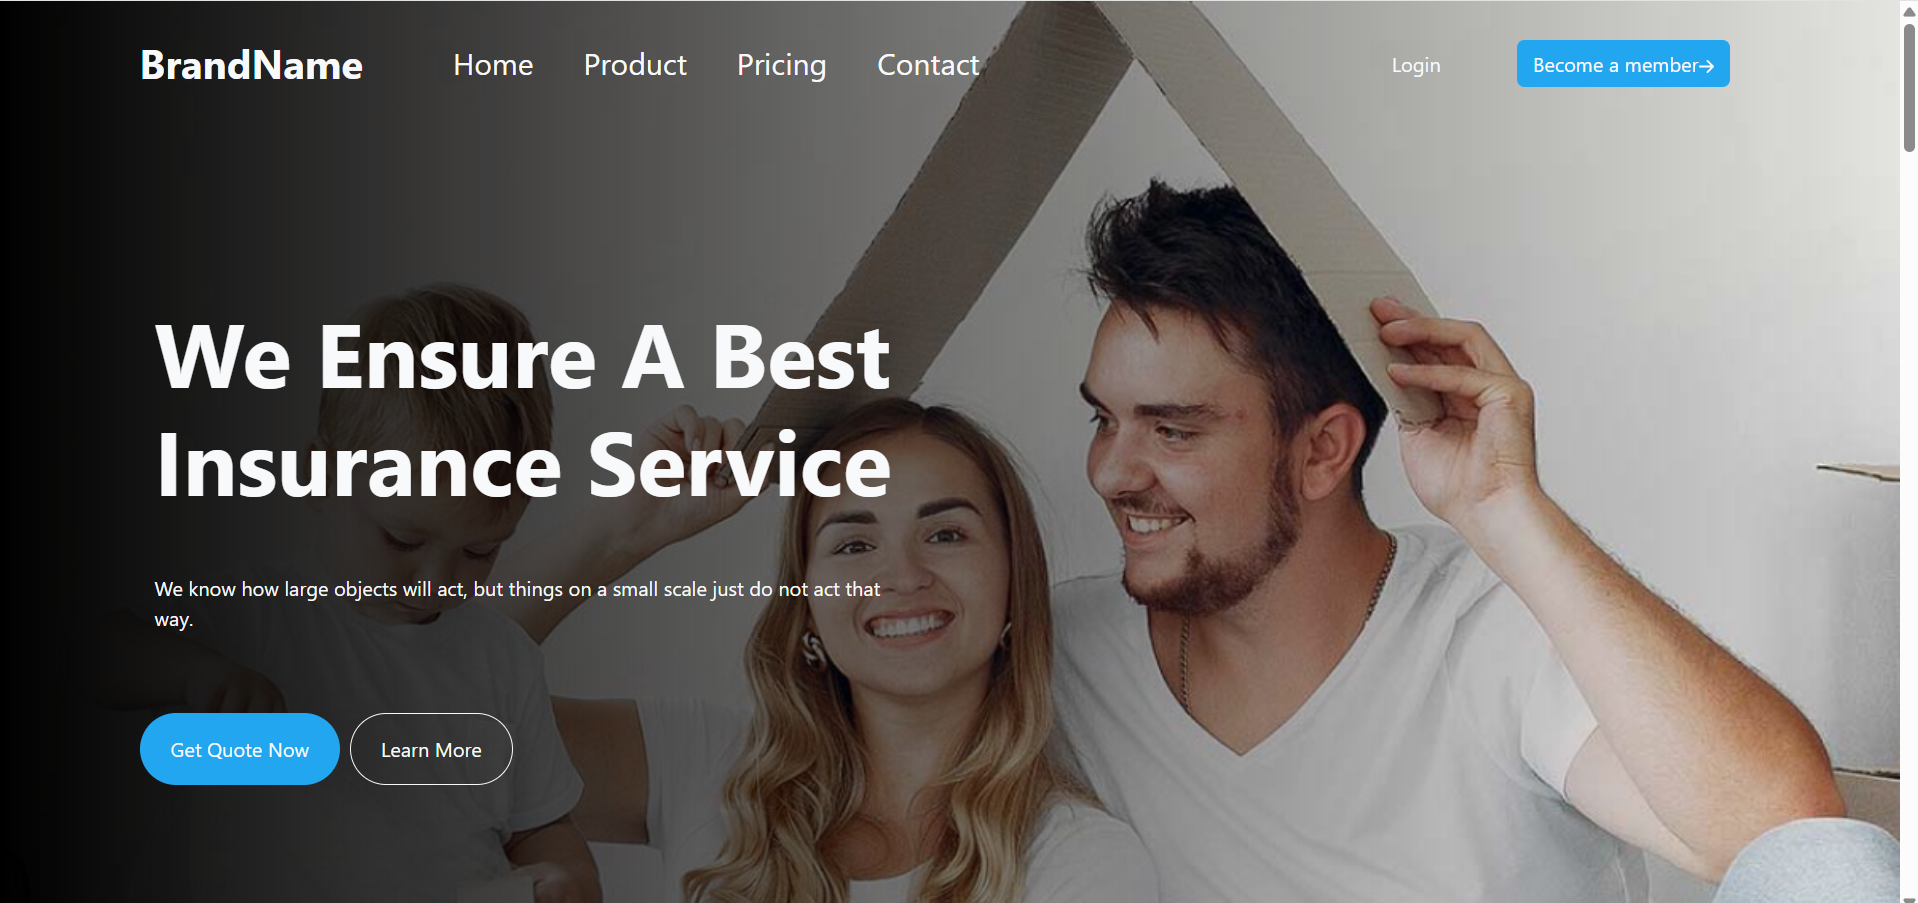 BrandName Home Product Pricing Contact Login Become a member→
We Ensure A Best
Insurance Service
We know how large objects will act, but things on a small scale just do not act that
way.
Get Quote Now Learn More